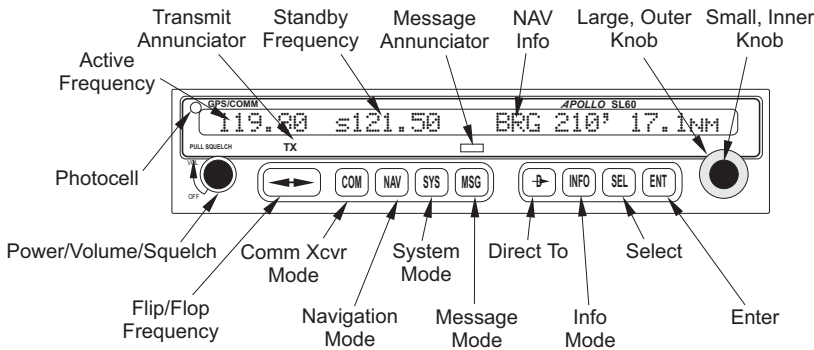 Transmit Annunciator
Standby Frequency
Message Annunciator
NAV Info
Large, Outer Knob
Small, Inner Knob
Active Frequency
GPS/COMM
APOLLO SL60
119.80 s121.50 BRG 210' 17.1NM
PULL SQUELCH
TX
VOL
OFF
COM NAV SYS MSG INFO SEL ENT
Photocell
Power/Volume/Squelch
Comm Xcvr Mode
System Mode
Direct To
Select
Flip/Flop Frequency
Navigation Mode
Message Mode
Info Mode
Enter